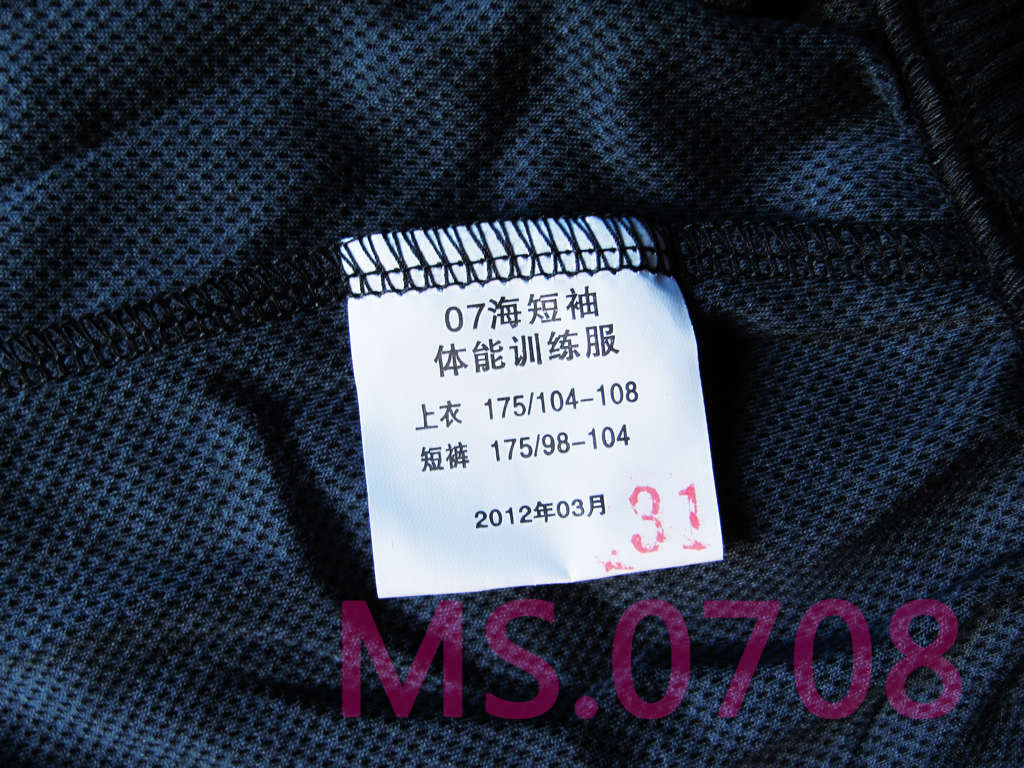 07海短袖
体能训练服
上衣 175/104-108
短裤 175/98-104
2012年03月
31
MS.0708